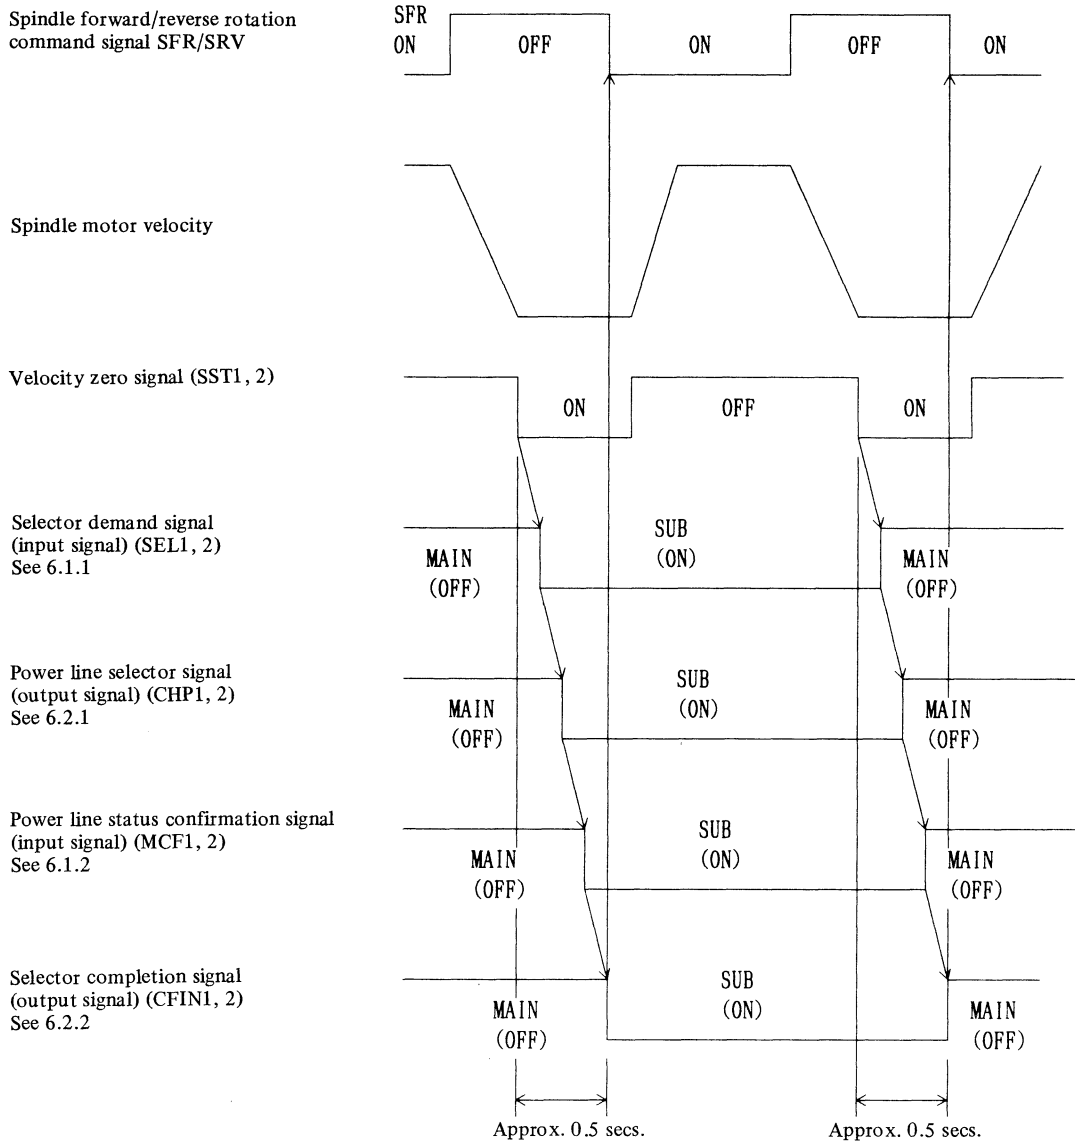 Spindle forward/reverse rotation
command signal SFR/SRV
SFR
ON
OFF
ON
OFF
ON
Spindle motor velocity
Velocity zero signal (SST1, 2)
ON
OFF
ON
Selector demand signal
(input signal) (SEL1, 2)
See 6.1.1
MAIN
(OFF)
SUB
(ON)
MAIN
(OFF)
Power line selector signal
(output signal) (CHP1, 2)
See 6.2.1
MAIN
(OFF)
SUB
(ON)
MAIN
(OFF)
Power line status confirmation signal
(input signal) (MCF1, 2)
See 6.1.2
MAIN
(OFF)
SUB
(ON)
MAIN
(OFF)
Selector completion signal
(output signal) (CFIN1, 2)
See 6.2.2
MAIN
(OFF)
SUB
(ON)
MAIN
(OFF)
Approx. 0.5 secs.
Approx. 0.5 secs.